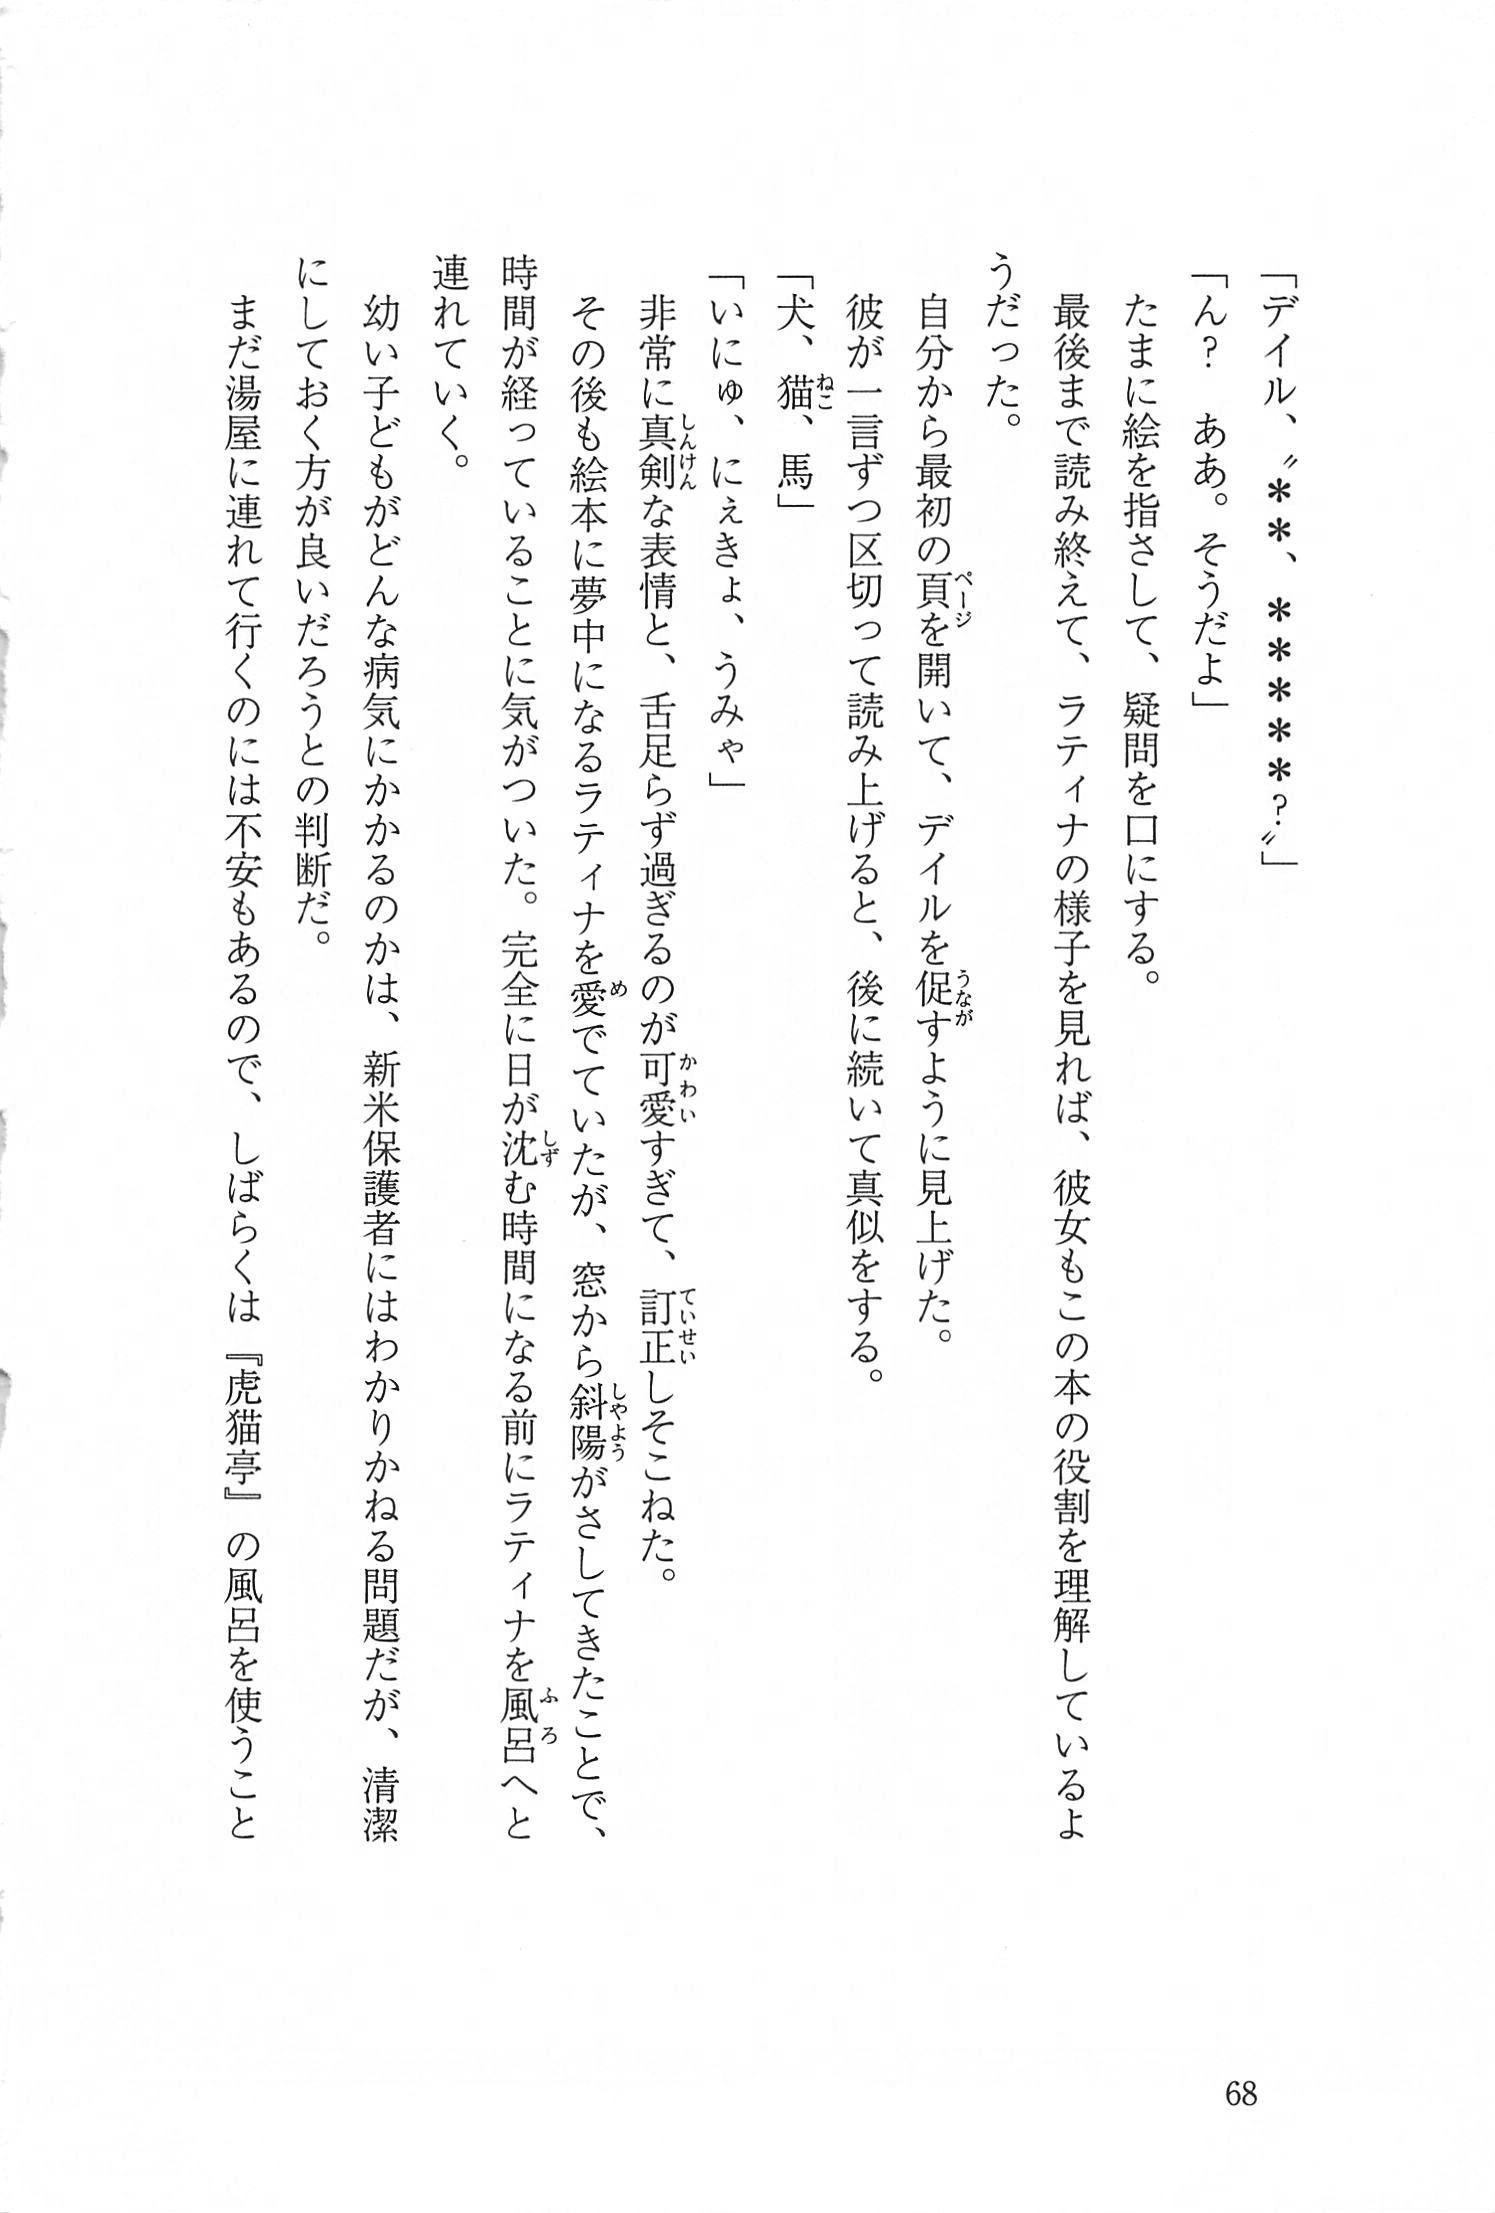 「デイル、〝＊＊、＊＊＊＊＊？〟」
「ん？　ああ。そうだよ」
　たまに絵を指さして、疑問を口にする。
　最後まで読み終えて、ラティナの様子を見れば、彼女もこの本の役割を理解しているよ
うだった。
　自分から最初の頁を開いて、デイルを促すように見上げた。
　彼が一言ずつ区切って読み上げると、後に続いて真似をする。
「犬、猫、馬」
「いにゅ、にぇきょ、うみゃ」
　非常に真剣な表情と、舌足らず過ぎるのが可愛すぎて、訂正しそこねた。
　その後も絵本に夢中になるラティナを愛でていたが、窓から斜陽がさしてきたことで、
時間が経っていることに気がついた。完全に日が沈む時間になる前にラティナを風呂へと
連れていく。
　幼い子どもがどんな病気にかかるのかは、新米保護者にはわかりかねる問題だが、清潔
にしておく方が良いだろうとの判断だ。
　まだ湯屋に連れて行くのには不安もあるので、しばらくは『虎猫亭』の風呂を使うこと
68